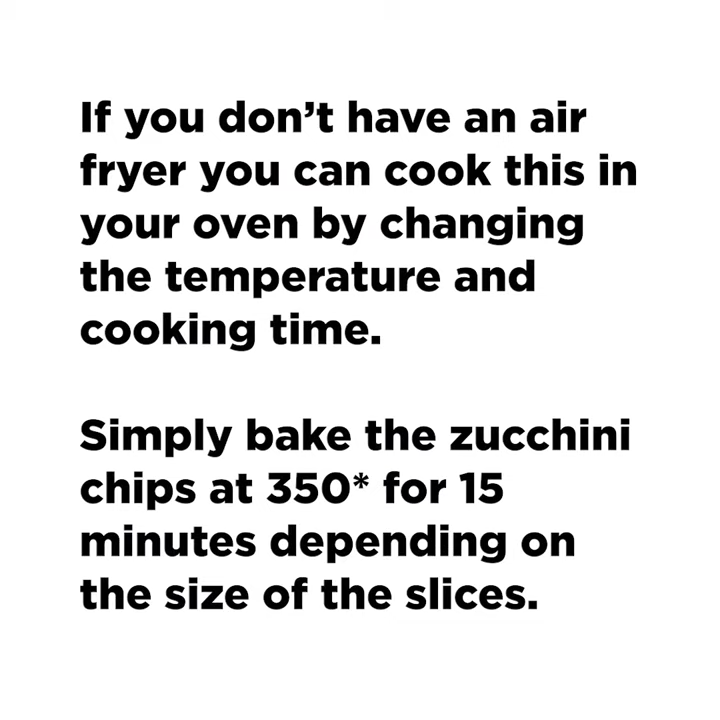 If you don’t have an air
fryer you can cook this in
your oven by changing
the temperature and
cooking time.
Simply bake the zucchini
chips at 350* for 15
minutes depending on
the size of the slices.